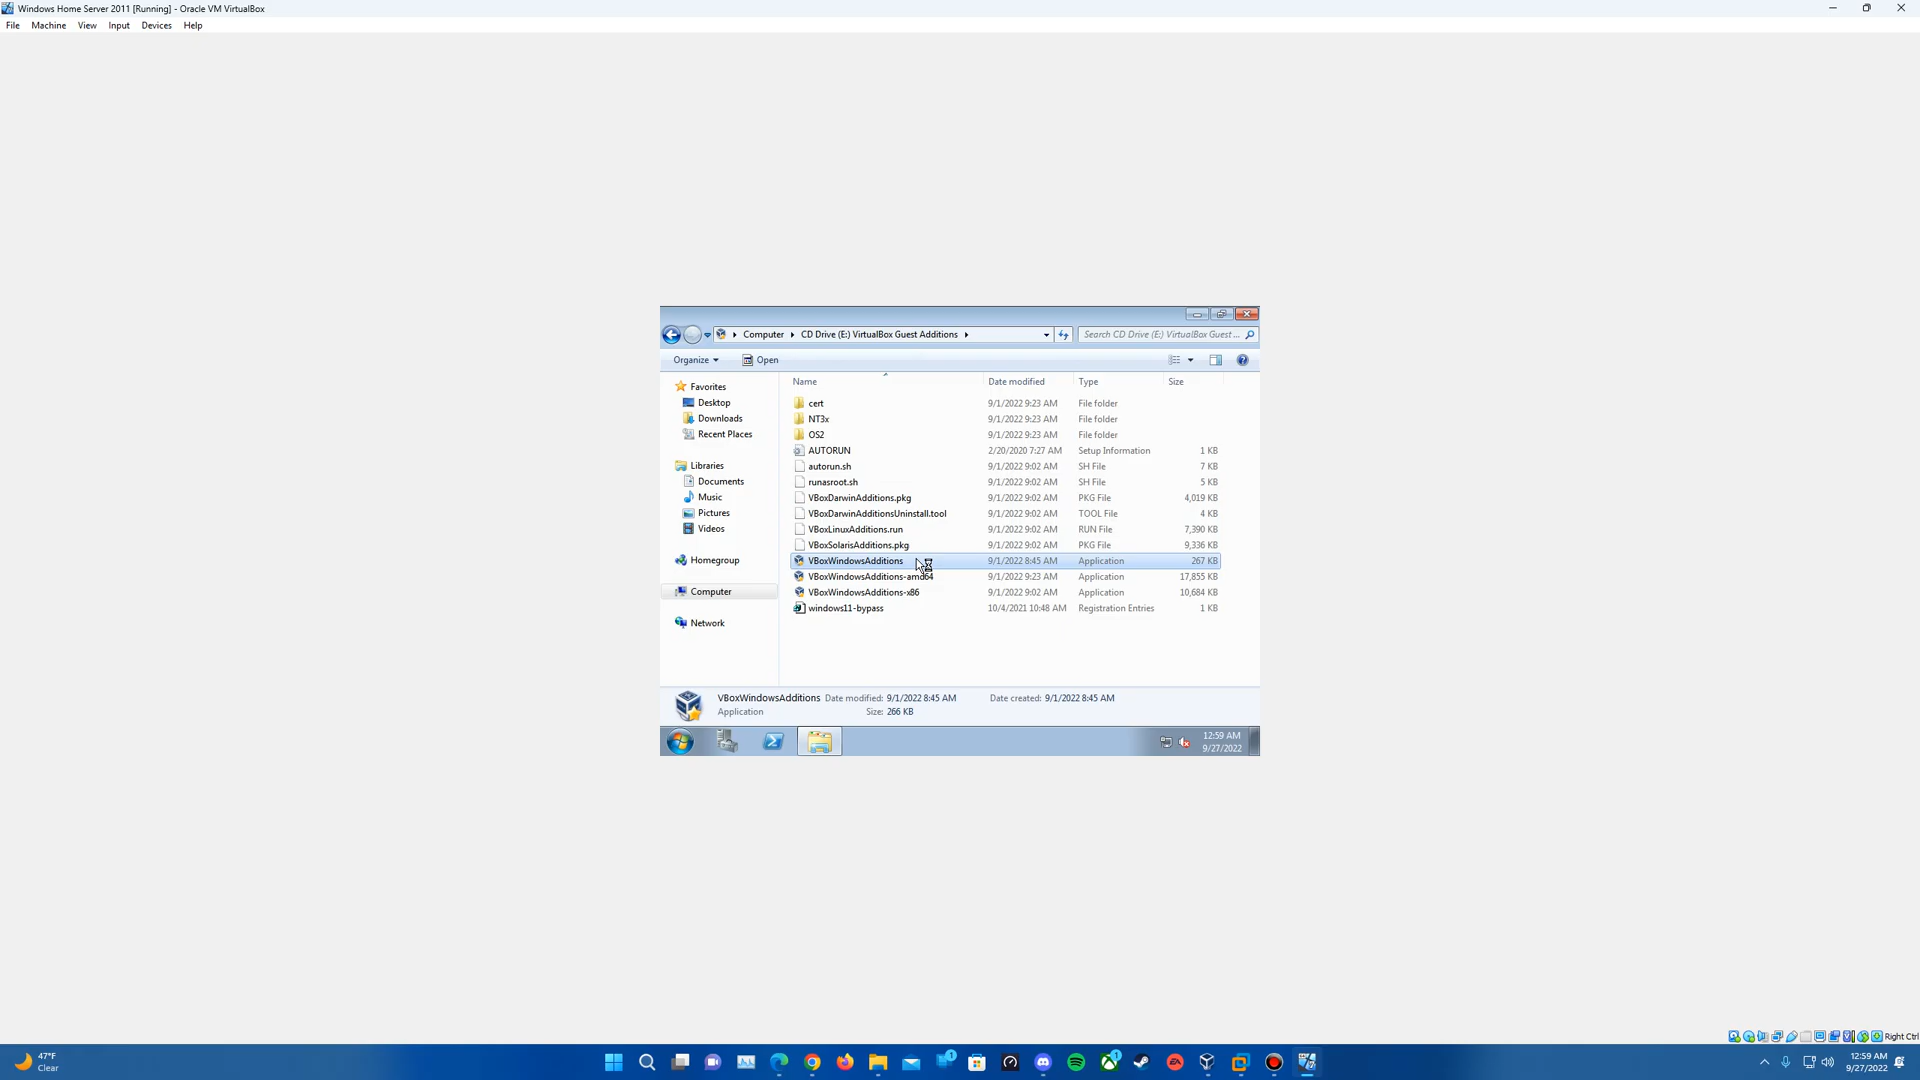 Windows Home Server 2011 [Running] - Oracle VM VirtualBox
File Machine View Input Devices Help
Computer CD Drive (E:) VirtualBox Guest Additions Search CD Drive (E:) VirtualBox Guest ...
Organize Open
Name Date modified Type Size
Favorites
Desktop
Downloads
Recent Places
Libraries
Documents
Music
Pictures
Videos
Homegroup
Computer
Network
cert 9/1/2022 9:23 AM File folder
NT3x 9/1/2022 9:23 AM File folder
OS2 9/1/2022 9:23 AM File folder
AUTORUN 2/20/2020 7:27 AM Setup Information 1 KB
autorun.sh 9/1/2022 9:02 AM SH File 7 KB
runasroot.sh 9/1/2022 9:02 AM SH File 5 KB
VBoxDarwinAdditions.pkg 9/1/2022 9:02 AM PKG File 4,019 KB
VBoxDarwinAdditionsUninstall.tool 9/1/2022 9:02 AM TOOL File 4 KB
VBoxLinuxAdditions.run 9/1/2022 9:02 AM RUN File 7,390 KB
VBoxSolarisAdditions.pkg 9/1/2022 9:02 AM PKG File 9,336 KB
VBoxWindowsAdditions 9/1/2022 8:45 AM Application 267 KB
VBoxWindowsAdditions-amd64 9/1/2022 9:23 AM Application 17,855 KB
VBoxWindowsAdditions-x86 9/1/2022 9:02 AM Application 10,684 KB
windows11-bypass 10/4/2021 10:48 AM Registration Entries 1 KB
VBoxWindowsAdditions Date modified: 9/1/2022 8:45 AM Date created: 9/1/2022 8:45 AM
Application Size: 266 KB
12:59 AM
9/27/2022
Right Ctrl
47°F
Clear
12:59 AM
9/27/2022